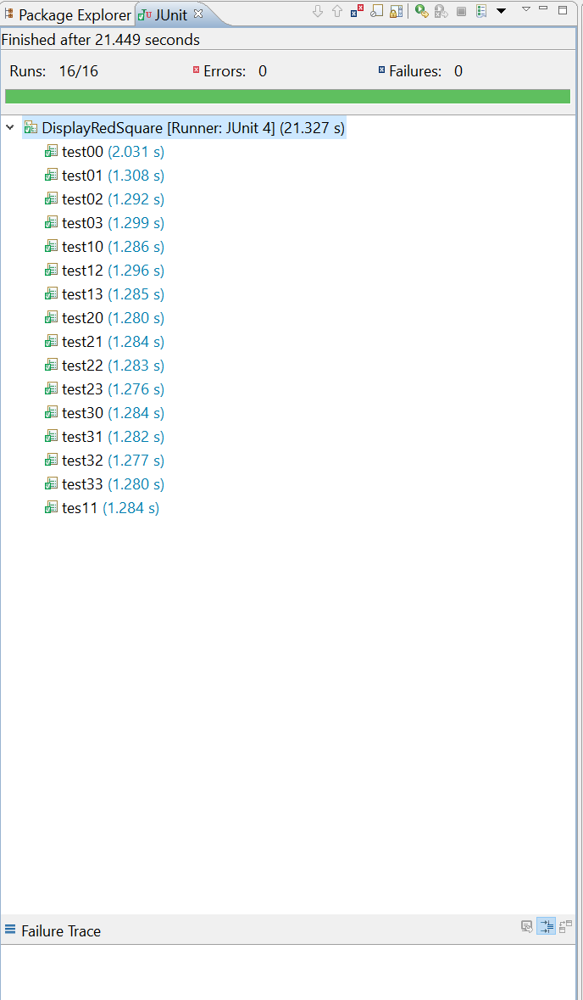 Package Explorer JUnit
Finished after 21.449 seconds
Runs: 16/16 Errors: 0 Failures: 0
DisplayRedSquare [Runner: JUnit 4] (21.327 s)
test00 (2.031 s)
test01 (1.308 s)
test02 (1.292 s)
test03 (1.299 s)
test10 (1.286 s)
test12 (1.296 s)
test13 (1.285 s)
test20 (1.280 s)
test21 (1.284 s)
test22 (1.283 s)
test23 (1.276 s)
test30 (1.284 s)
test31 (1.282 s)
test32 (1.277 s)
test33 (1.280 s)
tes11 (1.284 s)
Failure Trace